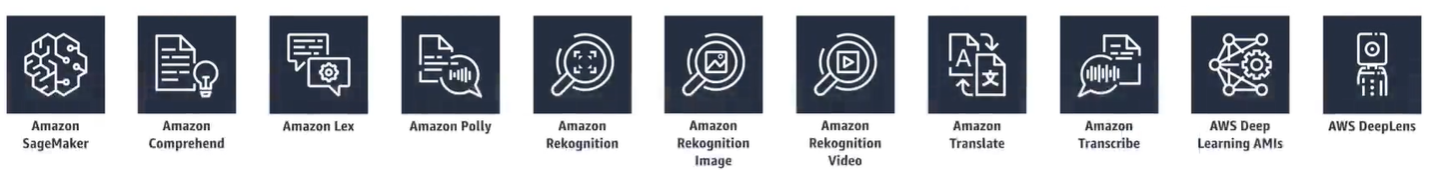 Amazon
SageMaker
Amazon
Comprehend
Amazon Lex
Amazon Polly
Amazon
Rekognition
Amazon
Rekognition
Image
Amazon
Rekognition
Video
A
文
Amazon
Translate
Amazon
Transcribe
AWS Deep
Learning AMIs
AWS DeepLens